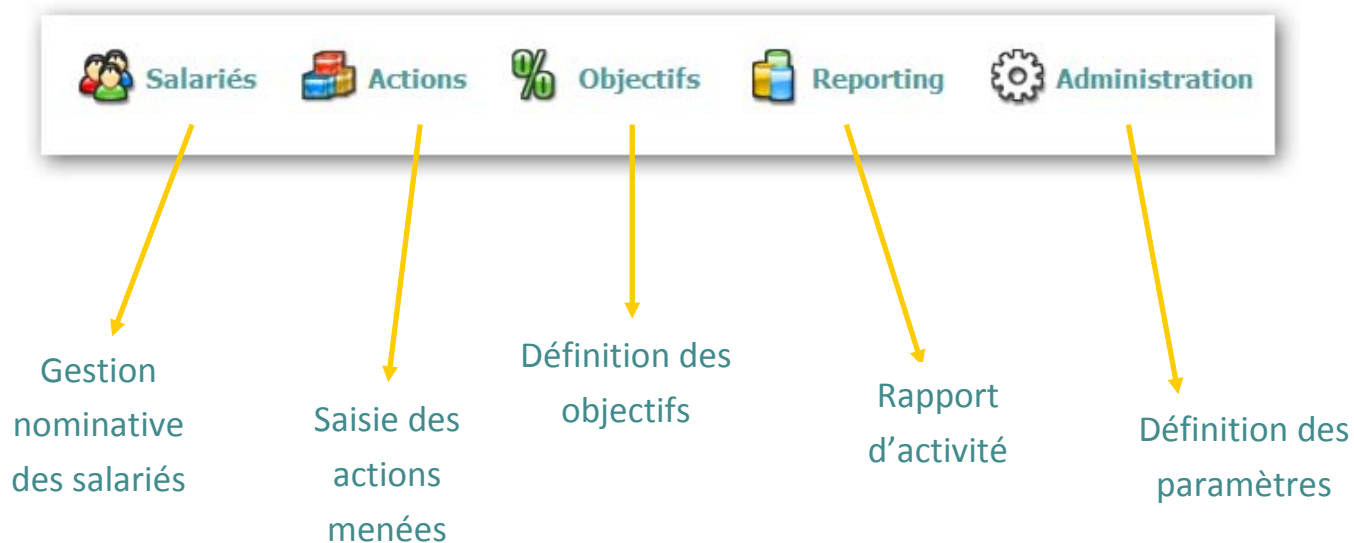 Salariés Actions Objectifs Reporting Administration
Gestion
nominative
des salariés
Saisie des
actions
menées
Définition des
objectifs
Rapport
d’activité
Définition des
paramètres